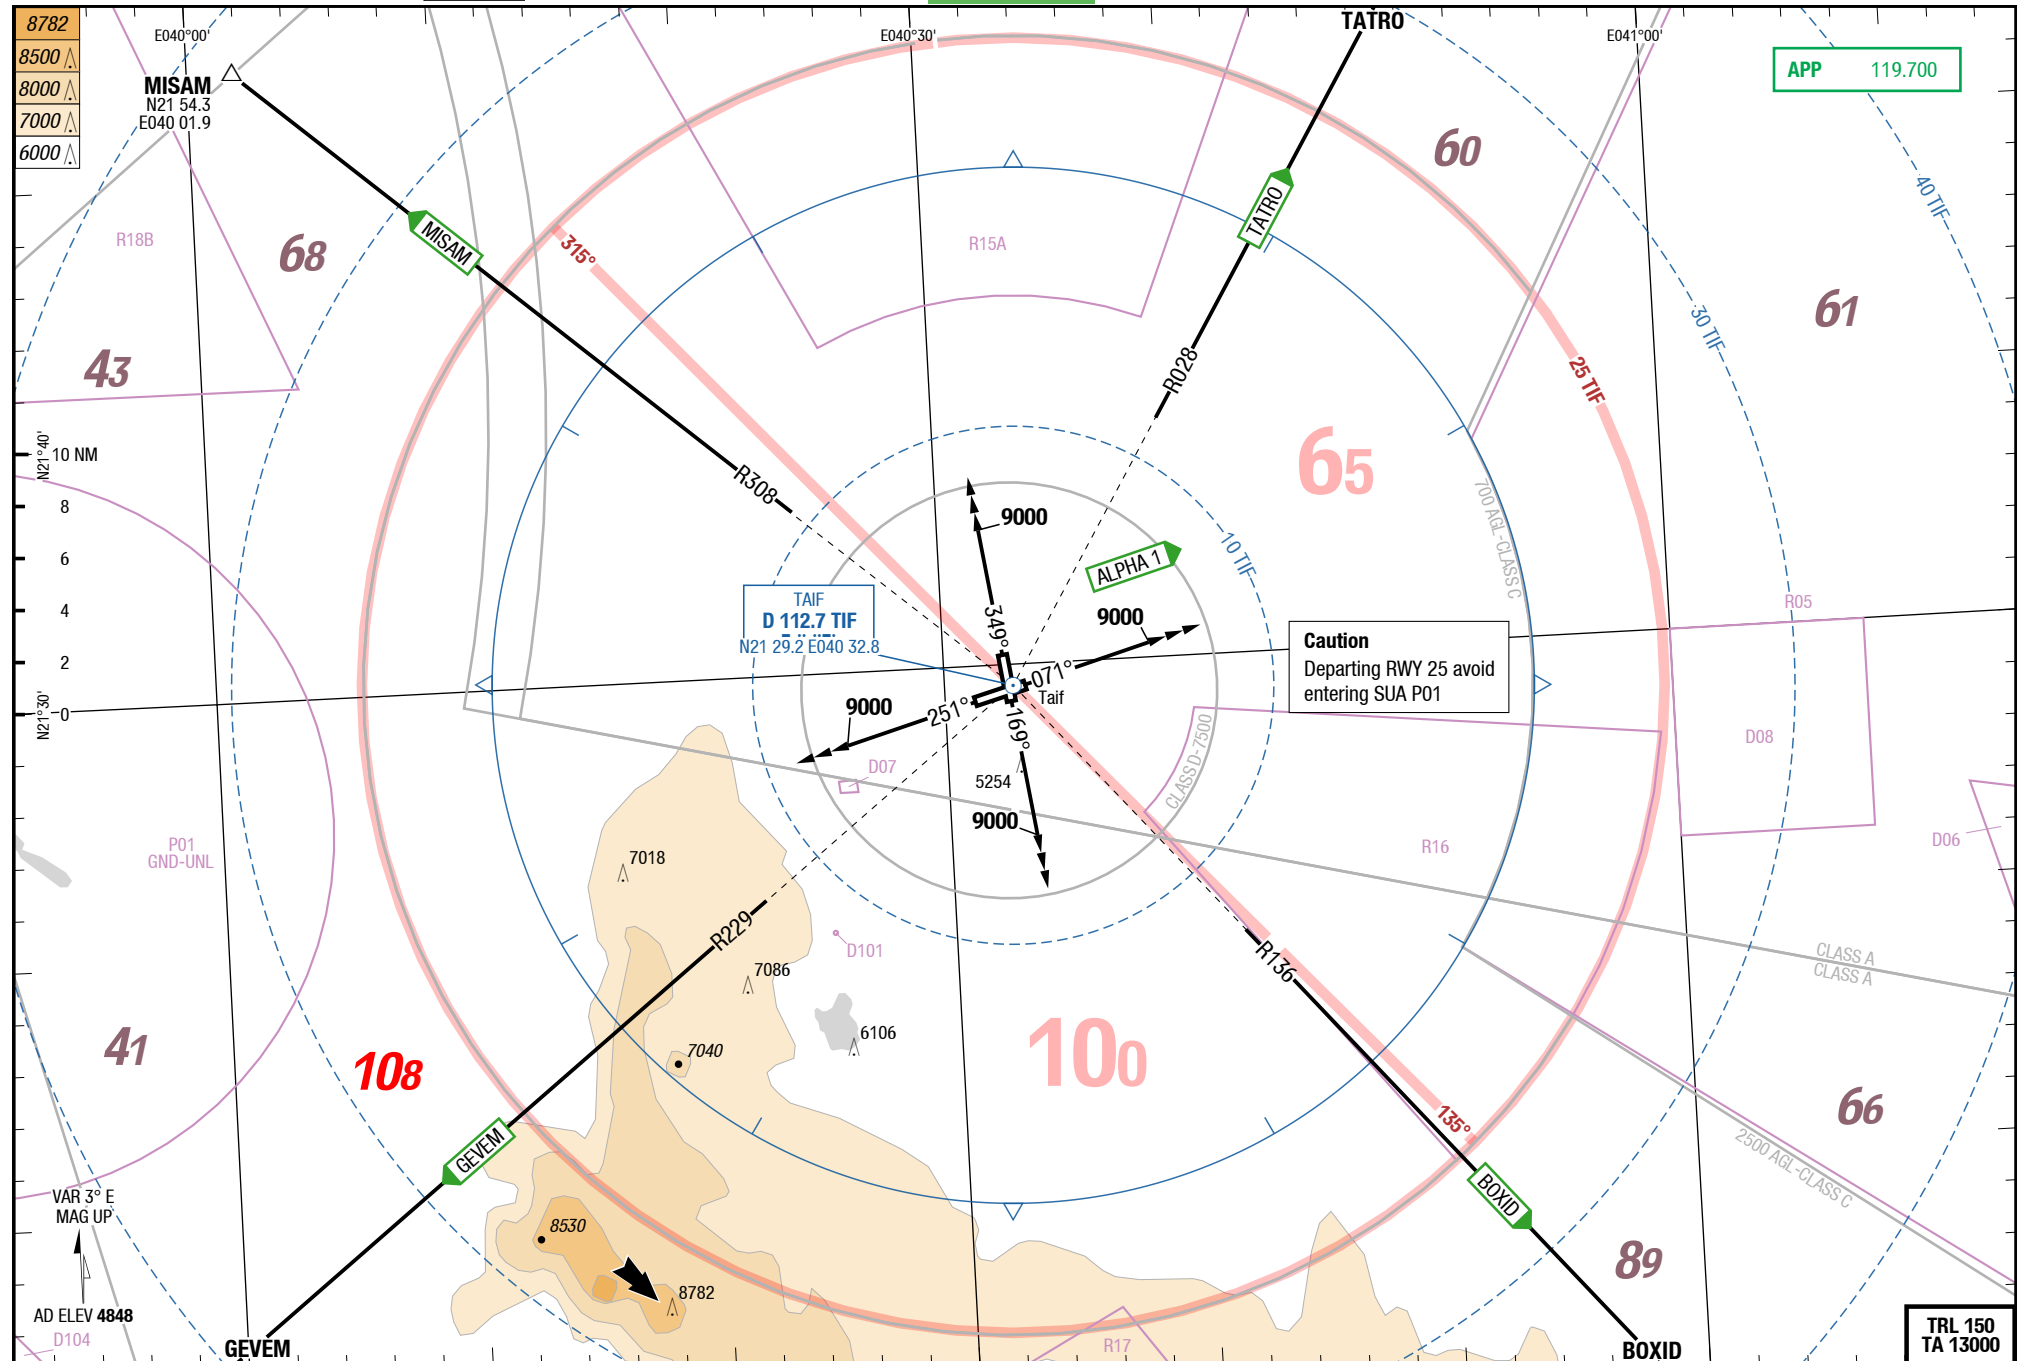 8782
8500
8000
7000
6000
E040°00'
E040°30'
E041°00'
TATRO
APP 119.700
MISAM
N21 54.3
E040 01.9
R18B
68
MISAM
315°
R15A
TATRO
60
40 TIF
61
30 TIF
43
25 TIF
R028
65
N21°40'
10 NM
8
6
4
2
0
N21°30'
R308
9000
700 AGL-CLASS C
10 TIF
ALPHA 1
349°
9000
R05
TAIF
D 112.7 TIF
N21 29.2 E040 32.8
071°
Taif
Caution
Departing RWY 25 avoid
entering SUA P01
9000
251°
169°
D08
D07
5254
CLASS D-7500
9000
R16
D06
P01
GND-UNL
7018
R229
D101
7086
R136
CLASS A
CLASS A
6106
41
108
7040
100
135°
66
2500 AGL-CLASS C
GEVEM
BOXID
VAR 3° E
MAG UP
8530
8782
89
AD ELEV 4848
D104
GEVEM
R17
BOXID
TRL 150
TA 13000